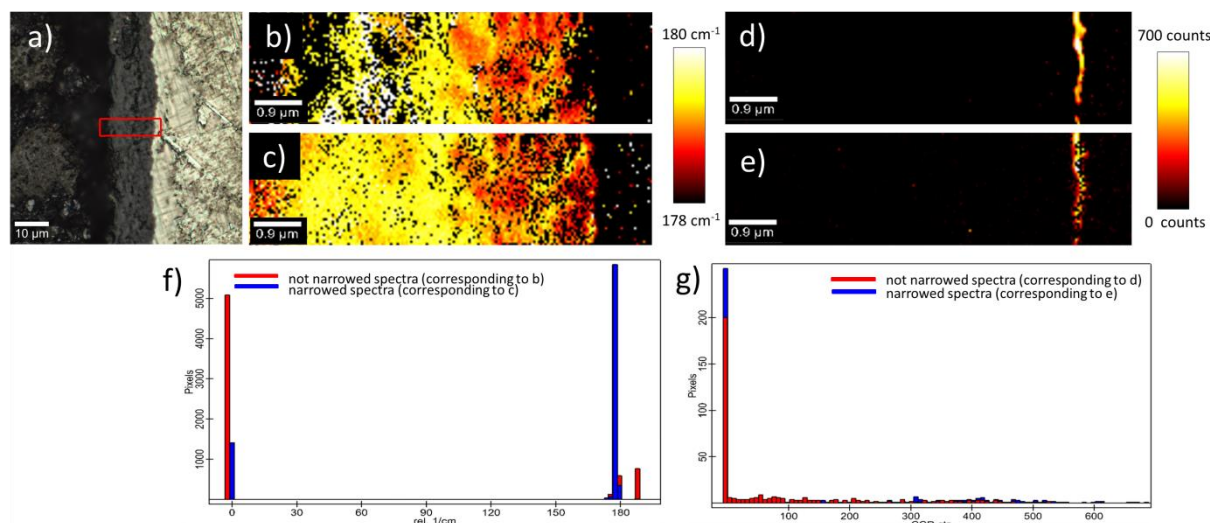 a)
10 µm
b)
0.9 µm
c)
0.9 µm
180 cm⁻¹
178 cm⁻¹
d)
0.9 µm
e)
0.9 µm
700 counts
0 counts
f)
not narrowed spectra (corresponding to b)
narrowed spectra (corresponding to c)
Pixels
5000
4000
3000
2000
1000
0
30
60
90
120
150
180
rel. 1/cm
g)
not narrowed spectra (corresponding to d)
narrowed spectra (corresponding to e)
Pixels
200
150
100
50
100
200
300
400
500
600
CCD cts